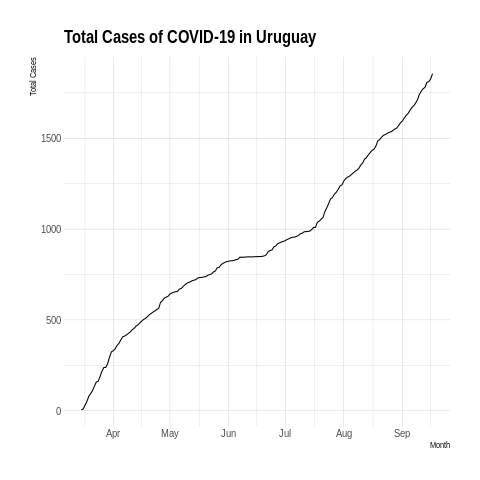 Total Cases of COVID-19 in Uruguay
Total Cases
1500
1000
500
0
Apr May Jun Jul Aug Sep
Month